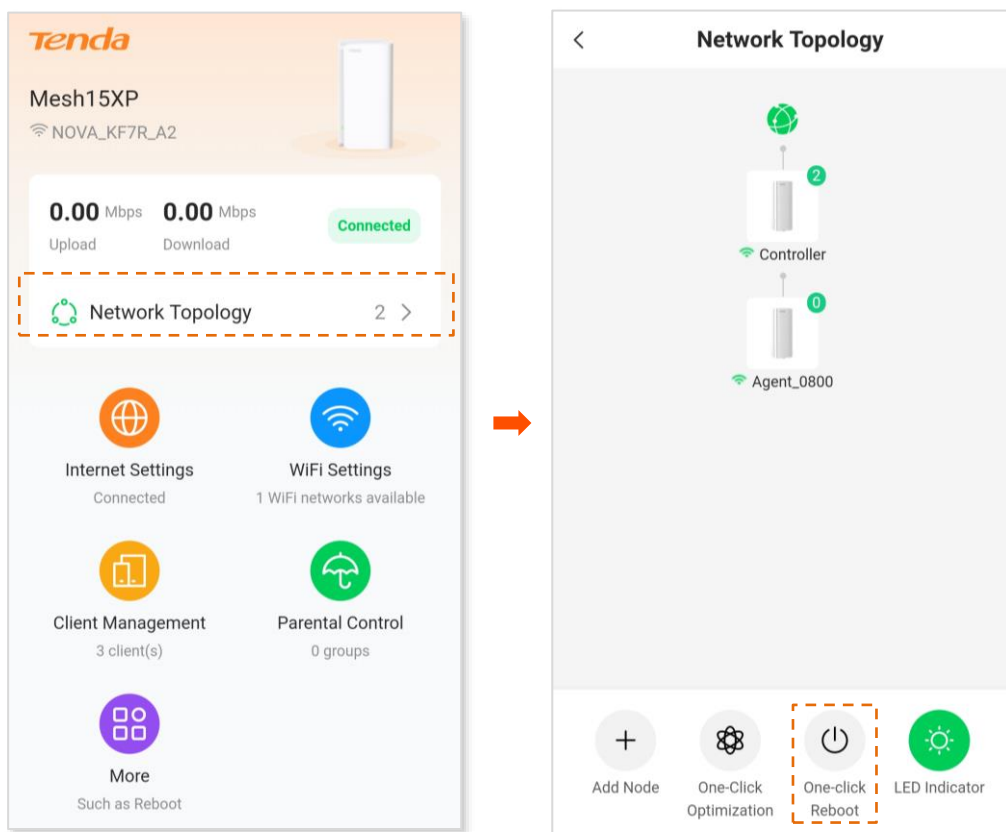 Tenda
Mesh15XP
NOVA_KF7R_A2
0.00 Mbps 0.00 Mbps
Upload Download
Connected
Network Topology 2
Internet Settings
Connected
WiFi Settings
1 WiFi networks available
Client Management
3 client(s)
Parental Control
0 groups
More
Such as Reboot
Network Topology
2
Controller
0
Agent_0800
Add Node
One-Click
Optimization
One-click
Reboot
LED Indicator